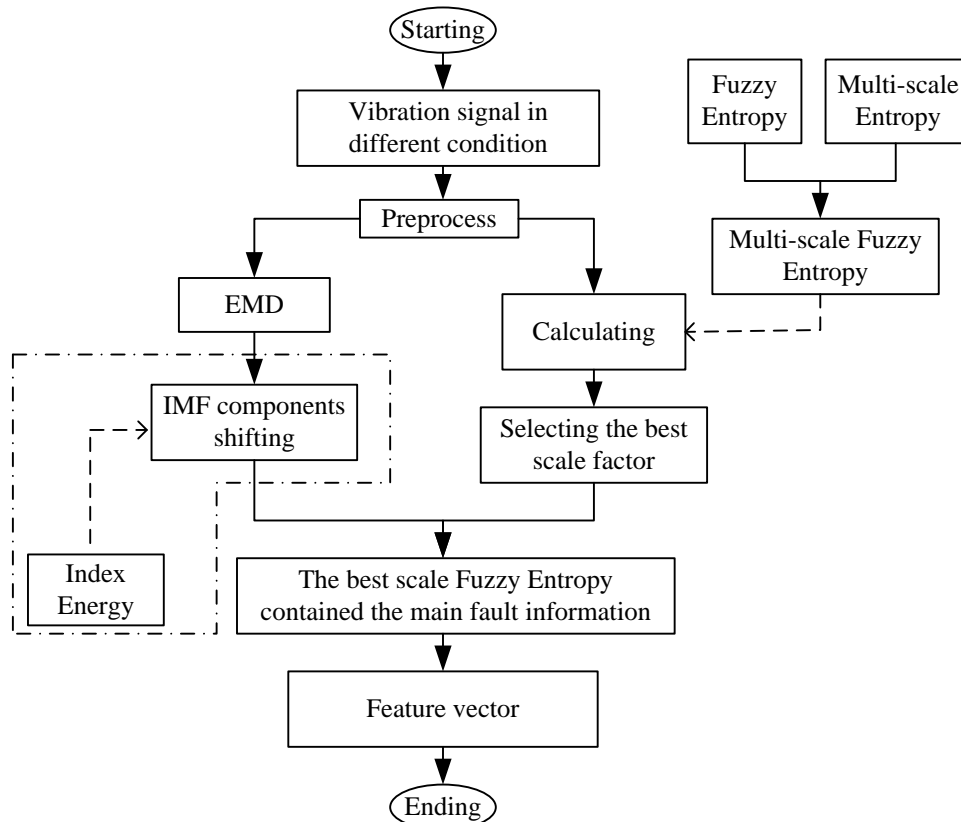 Starting
Vibration signal in
different condition
Fuzzy
Entropy
Multi-scale
Entropy
Preprocess
Multi-scale Fuzzy
Entropy
EMD
Calculating
IMF components
shifting
Selecting the best
scale factor
Index
Energy
The best scale Fuzzy Entropy
contained the main fault information
Feature vector
Ending